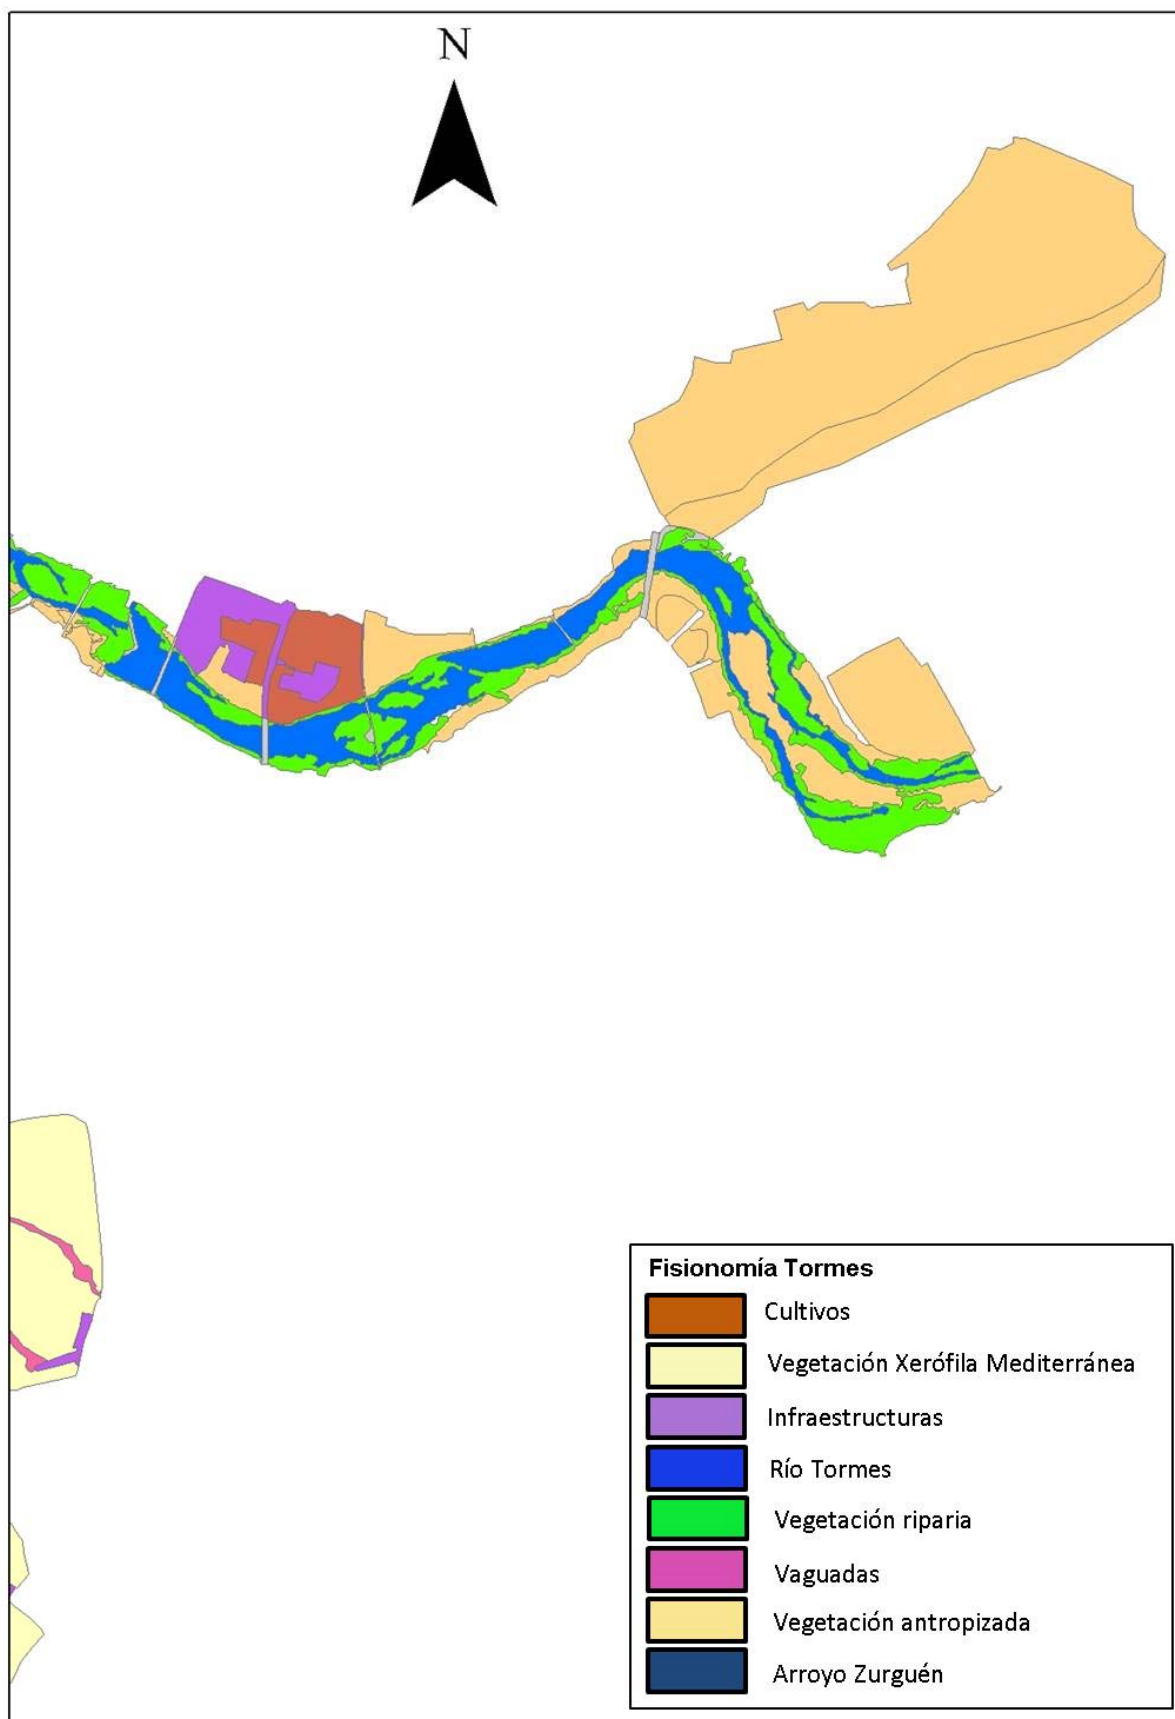 N
Fisionomía Tormes
Cultivos
Vegetación Xerófila Mediterránea
Infraestructuras
Río Tormes
Vegetación riparia
Vaguadas
Vegetación antropizada
Arroyo Zurguén